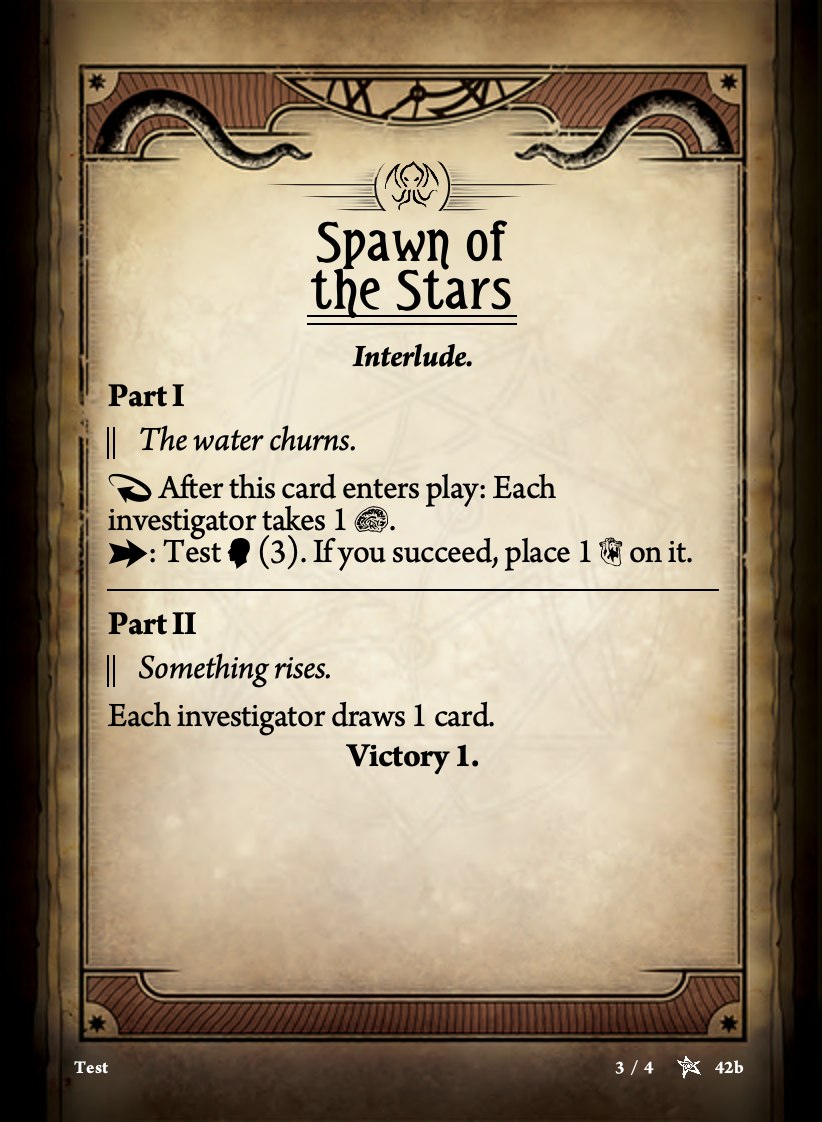 Spawn of
the Stars
Interlude.
Part I
The water churns.
After this card enters play: Each
investigator takes 1 .
: Test (3). If you succeed, place 1 on it.
Part II
Something rises.
Each investigator draws 1 card.
Victory 1.
Test
3 / 4 42b